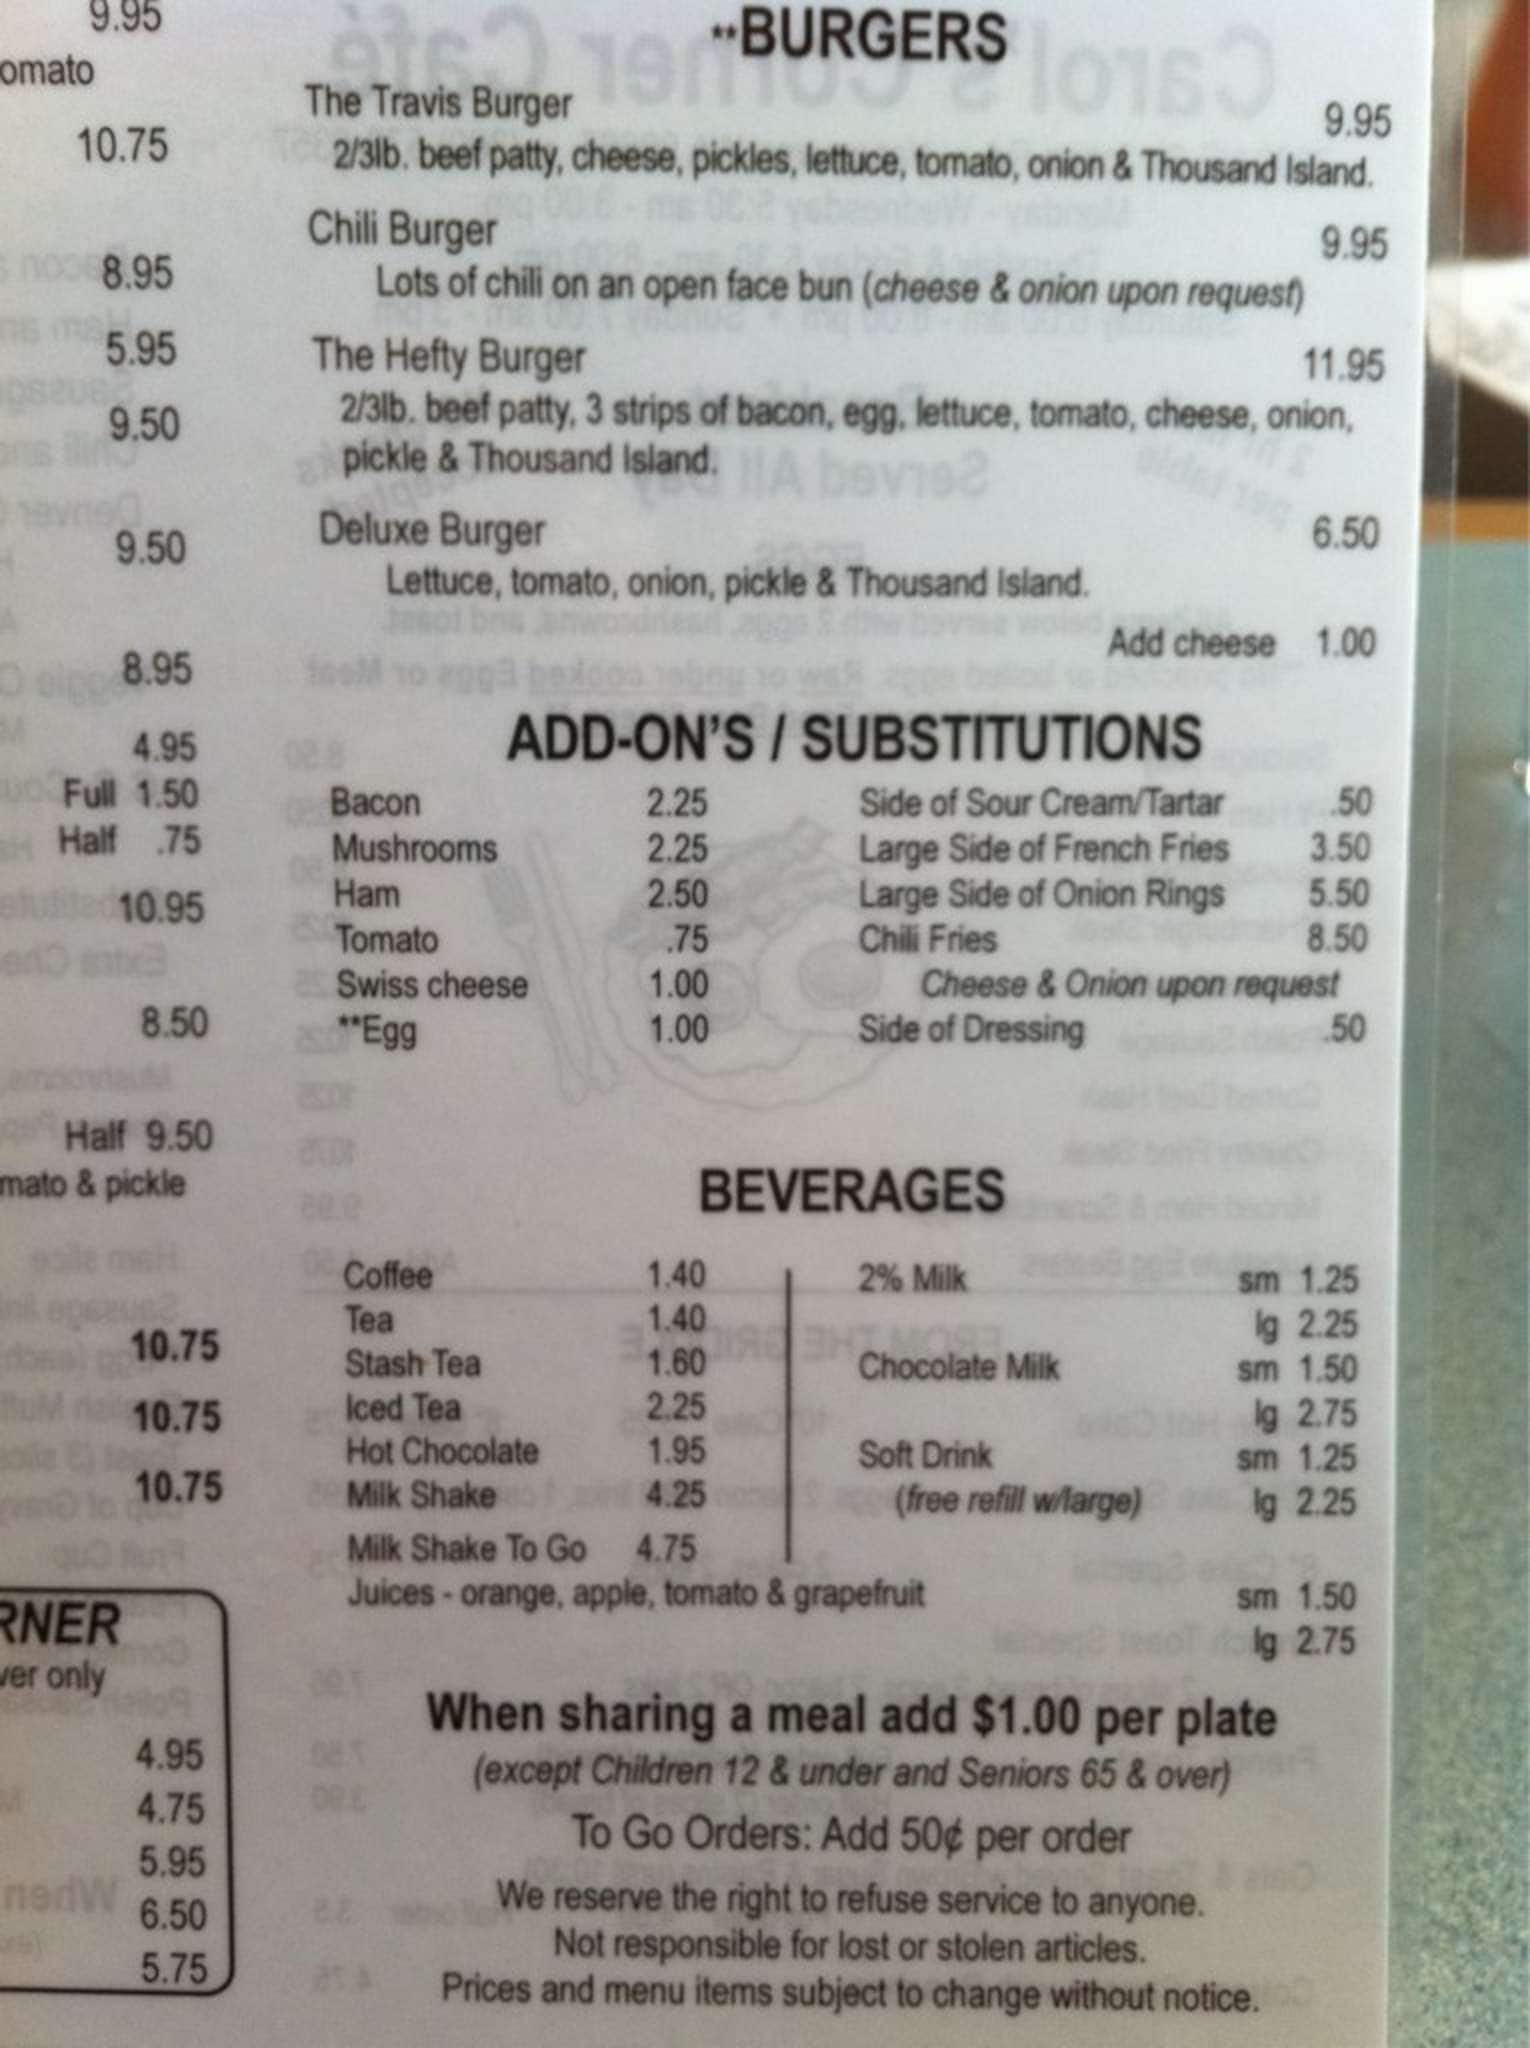 9.95
omato
10.75
8.95
5.95
9.50
9.50
8.95
4.95
Full 1.50
Half .75
10.95
8.50
Half 9.50
mato & pickle
10.75
10.75
10.75
RNER
ver only
4.95
4.75
5.95
6.50
5.75
**BURGERS
The Travis Burger 9.95
2/3lb. beef patty, cheese, pickles, lettuce, tomato, onion & Thousand Island.
Chili Burger 9.95
Lots of chili on an open face bun (cheese & onion upon request)
The Hefty Burger 11.95
2/3lb. beef patty, 3 strips of bacon, egg, lettuce, tomato, cheese, onion,
pickle & Thousand Island.
Deluxe Burger 6.50
Lettuce, tomato, onion, pickle & Thousand Island.
Add cheese 1.00
ADD-ON'S / SUBSTITUTIONS
Bacon 2.25 Side of Sour Cream/Tartar .50
Mushrooms 2.25 Large Side of French Fries 3.50
Ham 2.50 Large Side of Onion Rings 5.50
Tomato .75 Chili Fries 8.50
Swiss cheese 1.00 Cheese & Onion upon request
**Egg 1.00 Side of Dressing .50
BEVERAGES
Coffee 1.40 2% Milk sm 1.25
Tea 1.40 lg 2.25
Stash Tea 1.60 Chocolate Milk sm 1.50
Iced Tea 2.25 lg 2.75
Hot Chocolate 1.95 Soft Drink sm 1.25
Milk Shake 4.25 (free refill w/large) lg 2.25
Milk Shake To Go 4.75
Juices - orange, apple, tomato & grapefruit sm 1.50
lg 2.75
When sharing a meal add $1.00 per plate
(except Children 12 & under and Seniors 65 & over)
To Go Orders: Add 50¢ per order
We reserve the right to refuse service to anyone.
Not responsible for lost or stolen articles.
Prices and menu items subject to change without notice.